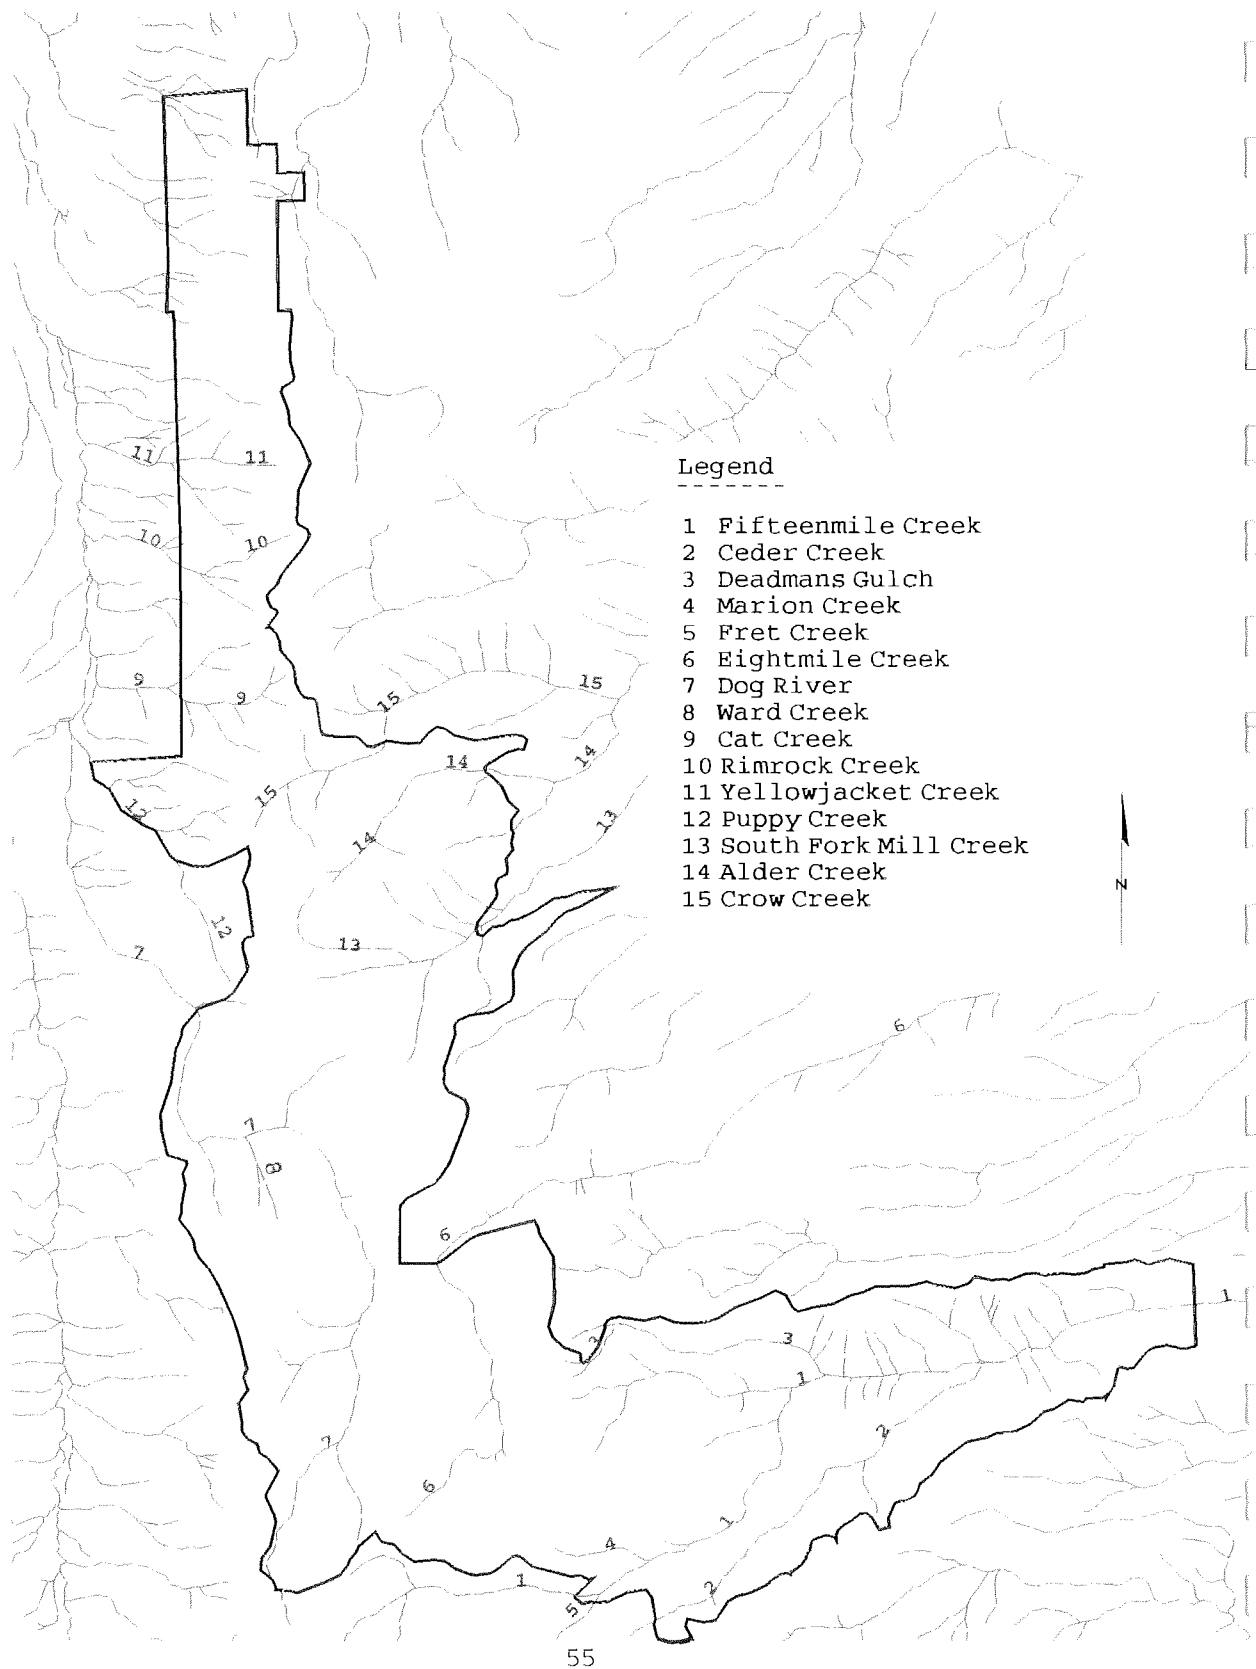 11
11
10
10
Legend
1 Fifteenmile Creek
2 Ceder Creek
3 Deadmans Gulch
4 Marion Creek
5 Fret Creek
6 Eightmile Creek
7 Dog River
8 Ward Creek
9 Cat Creek
10 Rimrock Creek
11 Yellowjacket Creek
12 Puppy Creek
13 South Fork Mill Creek
14 Alder Creek
15 Crow Creek
9
9
15
15
14
14
12
15
14
13
N
12
7
13
6
7
8
6
1
3
3
1
2
7
6
4
1
1
2
5
55